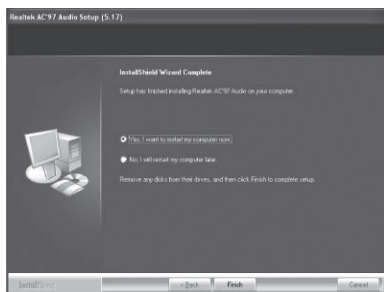 Realtek AC'97 Audio Setup (5.17)
InstallShield Wizard Complete
Setup has finished installing Realtek AC'97 Audio on your computer.
Yes, I want to restart my computer now.
No, I will restart my computer later.
Remove any disks from their drives, and then click Finish to complete setup.
InstallShield
< Back
Finish
Cancel